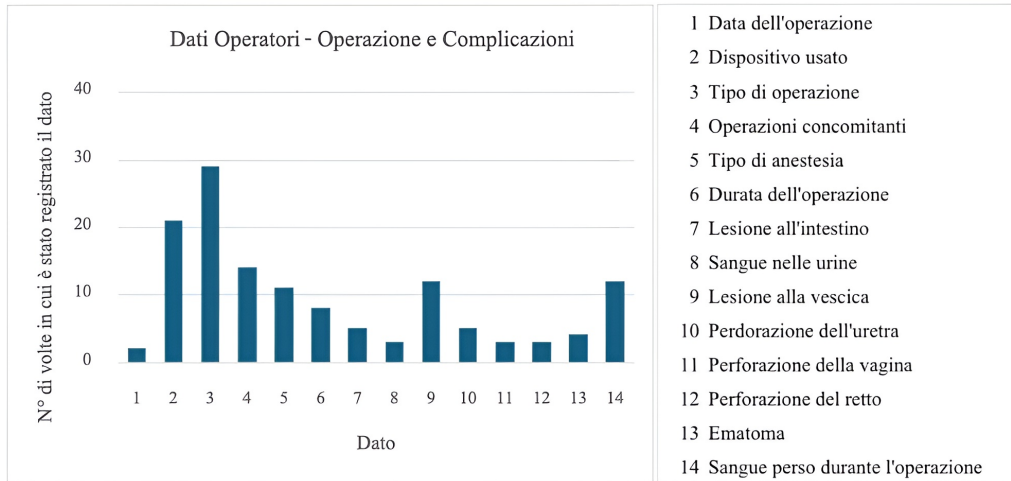 Dati Operatori - Operazione e Complicazioni
N° di volte in cui è stato registrato il dato
40
30
20
10
0
1 2 3 4 5 6 7 8 9 10 11 12 13 14
Dato
1 Data dell'operazione
2 Dispositivo usato
3 Tipo di operazione
4 Operazioni concomitanti
5 Tipo di anestesia
6 Durata dell'operazione
7 Lesione all'intestino
8 Sangue nelle urine
9 Lesione alla vescica
10 Perdorazione dell'uretra
11 Perforazione della vagina
12 Perforazione del retto
13 Ematoma
14 Sangue perso durante l'operazione